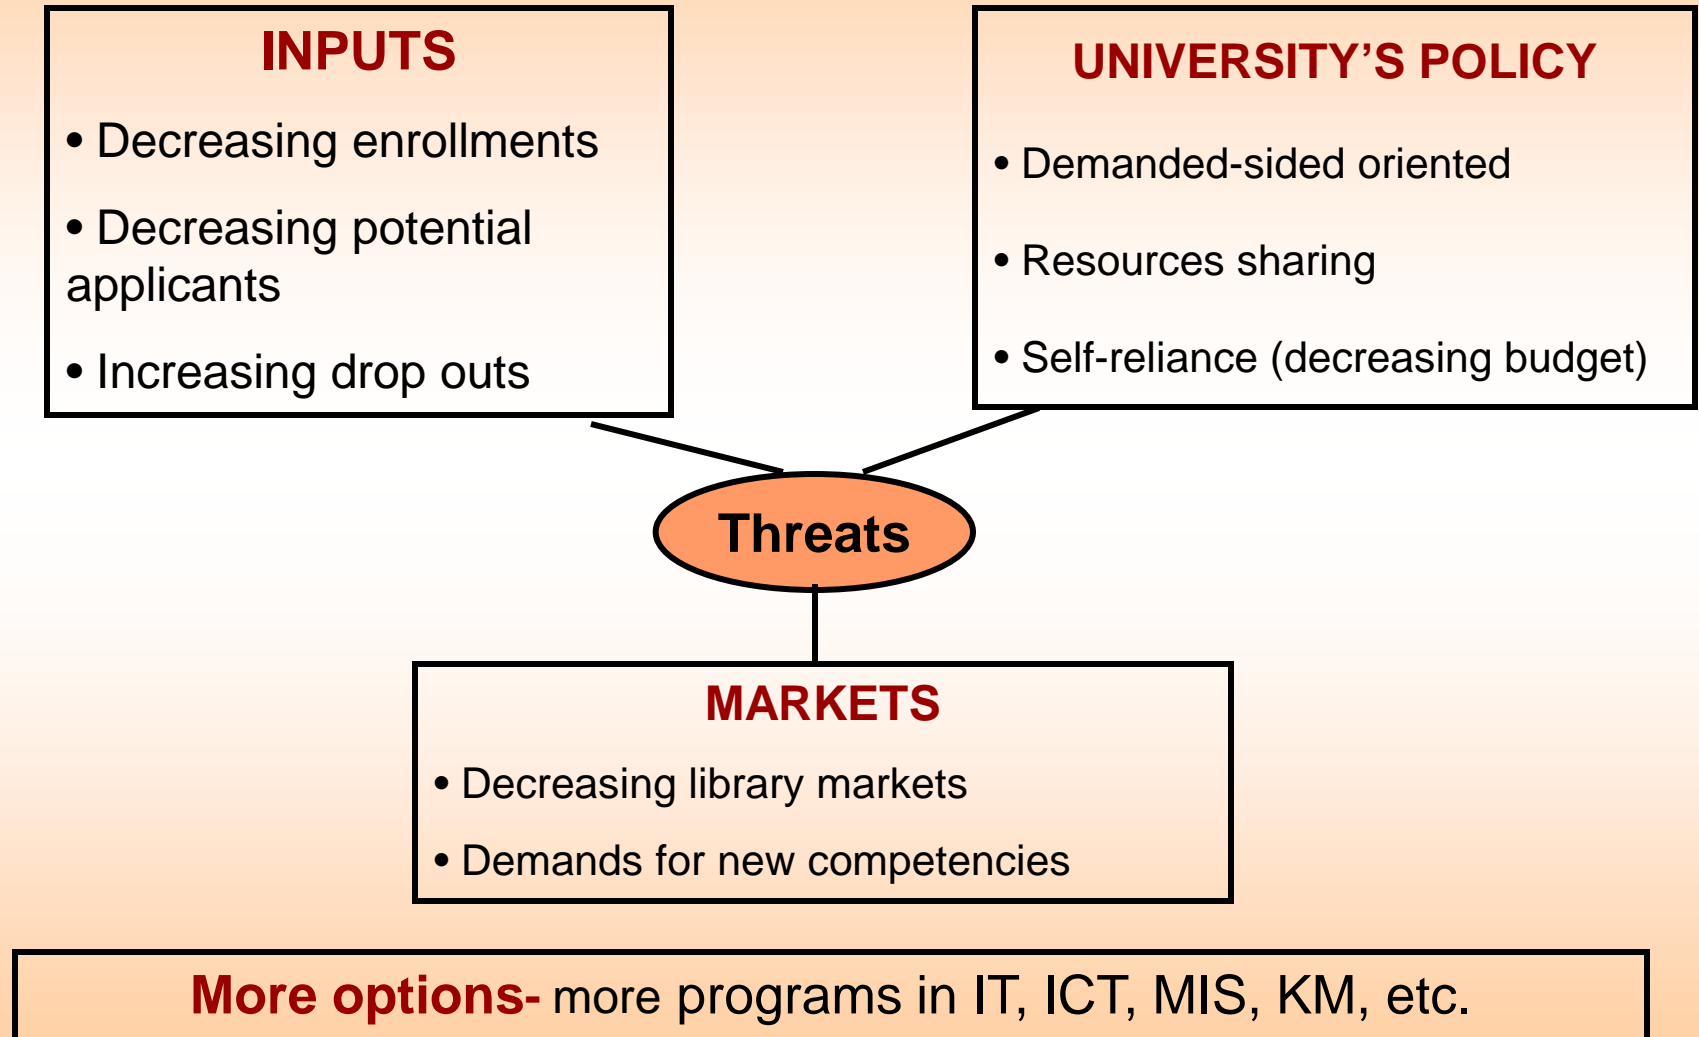 INPUTS
• Decreasing enrollments
• Decreasing potential
applicants
• Increasing drop outs
UNIVERSITY’S POLICY
• Demanded-sided oriented
• Resources sharing
• Self-reliance (decreasing budget)
Threats
MARKETS
• Decreasing library markets
• Demands for new competencies
More options- more programs in IT, ICT, MIS, KM, etc.